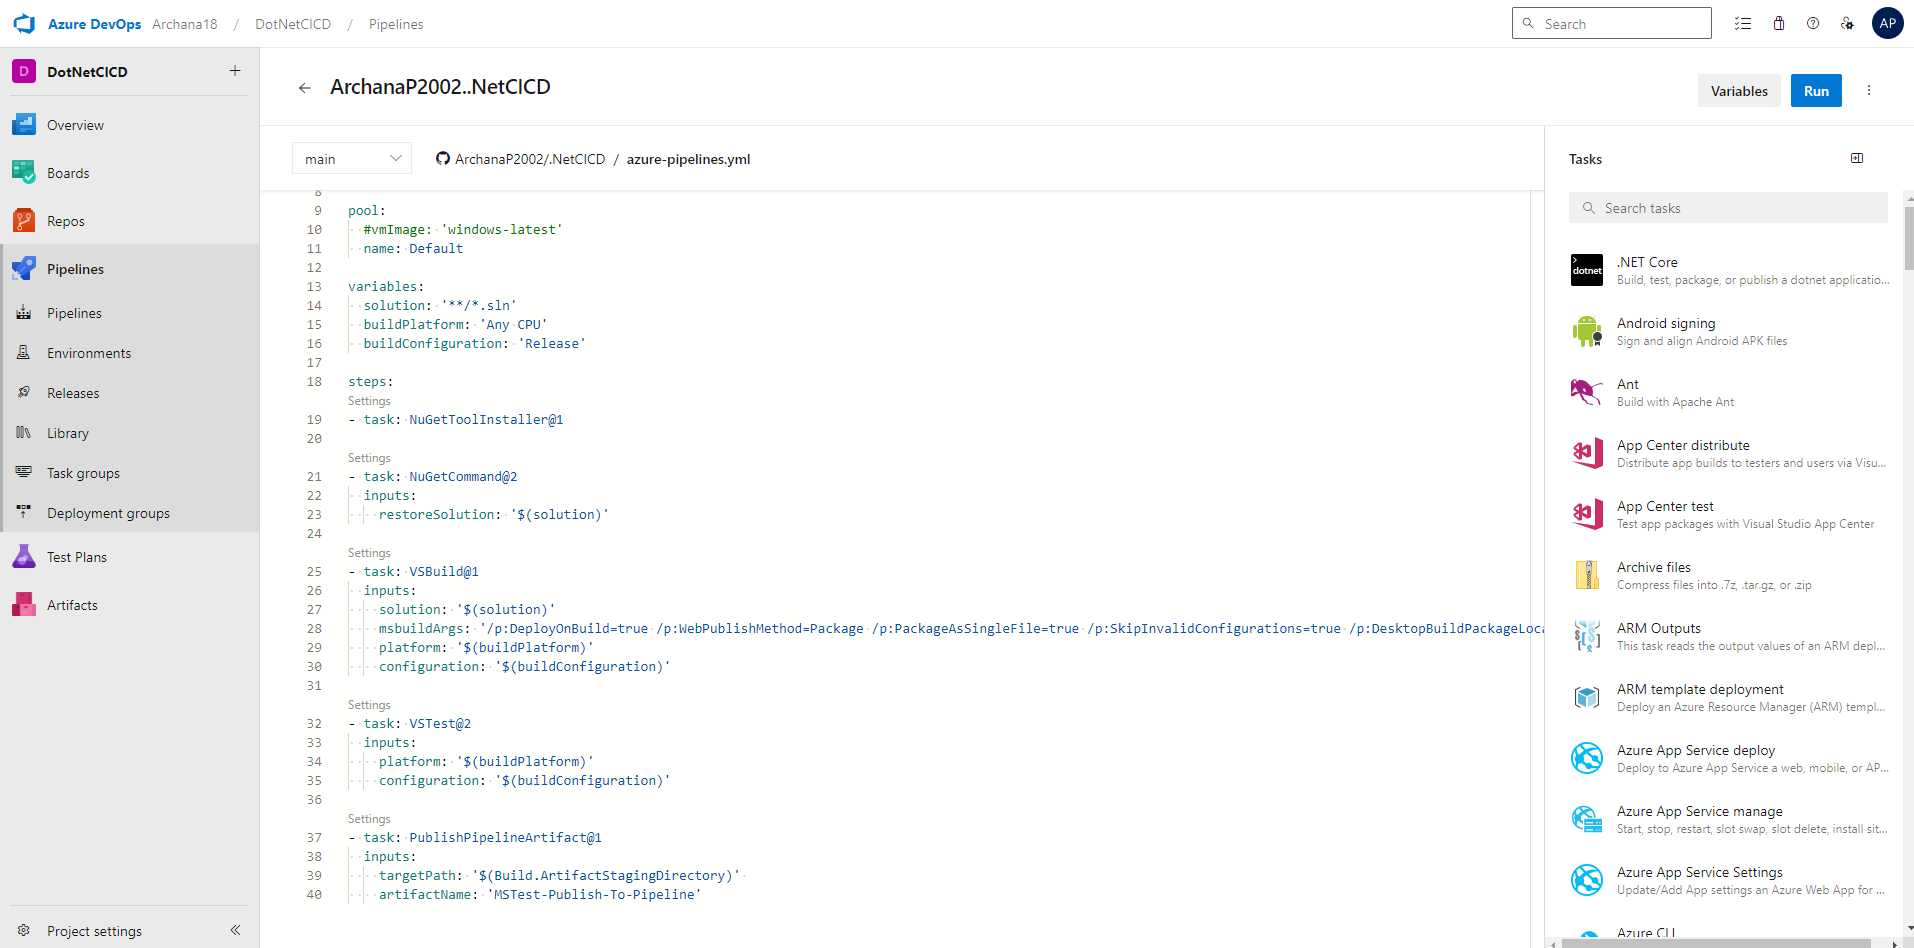 Azure DevOps Archana18 / DotNetCICD / Pipelines
Search
AP
D DotNetCICD +
Overview
Boards
Repos
Pipelines
Pipelines
Environments
Releases
Library
Task groups
Deployment groups
Test Plans
Artifacts
Project settings
ArchanaP2002..NetCICD
Variables
Run
main
ArchanaP2002/.NetCICD / azure-pipelines.yml
8
9 pool:
10 #vmImage: 'windows-latest'
11 name: Default
12
13 variables:
14 solution: '**/*.sln'
15 buildPlatform: 'Any CPU'
16 buildConfiguration: 'Release'
17
18 steps:
Settings
19 - task: NuGetToolInstaller@1
20
Settings
21 - task: NuGetCommand@2
22 inputs:
23 restoreSolution: '$(solution)'
24
Settings
25 - task: VSBuild@1
26 inputs:
27 solution: '$(solution)'
28 msbuildArgs: '/p:DeployOnBuild=true /p:WebPublishMethod=Package /p:PackageAsSingleFile=true /p:SkipInvalidConfigurations=true /p:DesktopBuildPackageLoca
29 platform: '$(buildPlatform)'
30 configuration: '$(buildConfiguration)'
31
Settings
32 - task: VSTest@2
33 inputs:
34 platform: '$(buildPlatform)'
35 configuration: '$(buildConfiguration)'
36
Settings
37 - task: PublishPipelineArtifact@1
38 inputs:
39 targetPath: '$(Build.ArtifactStagingDirectory)'
40 artifactName: 'MSTest-Publish-To-Pipeline'
Tasks
Search tasks
dotnet
.NET Core
Build, test, package, or publish a dotnet applicatio...
Android signing
Sign and align Android APK files
Ant
Build with Apache Ant
App Center distribute
Distribute app builds to testers and users via Visu...
App Center test
Test app packages with Visual Studio App Center
Archive files
Compress files into .7z, .tar.gz, or .zip
ARM Outputs
This task reads the output values of an ARM depl...
ARM template deployment
Deploy an Azure Resource Manager (ARM) templ...
Azure App Service deploy
Deploy to Azure App Service a web, mobile, or AP...
Azure App Service manage
Start, stop, restart, slot swap, slot delete, install sit...
Azure App Service Settings
Update/Add App settings an Azure Web App for ...
Azure CLI